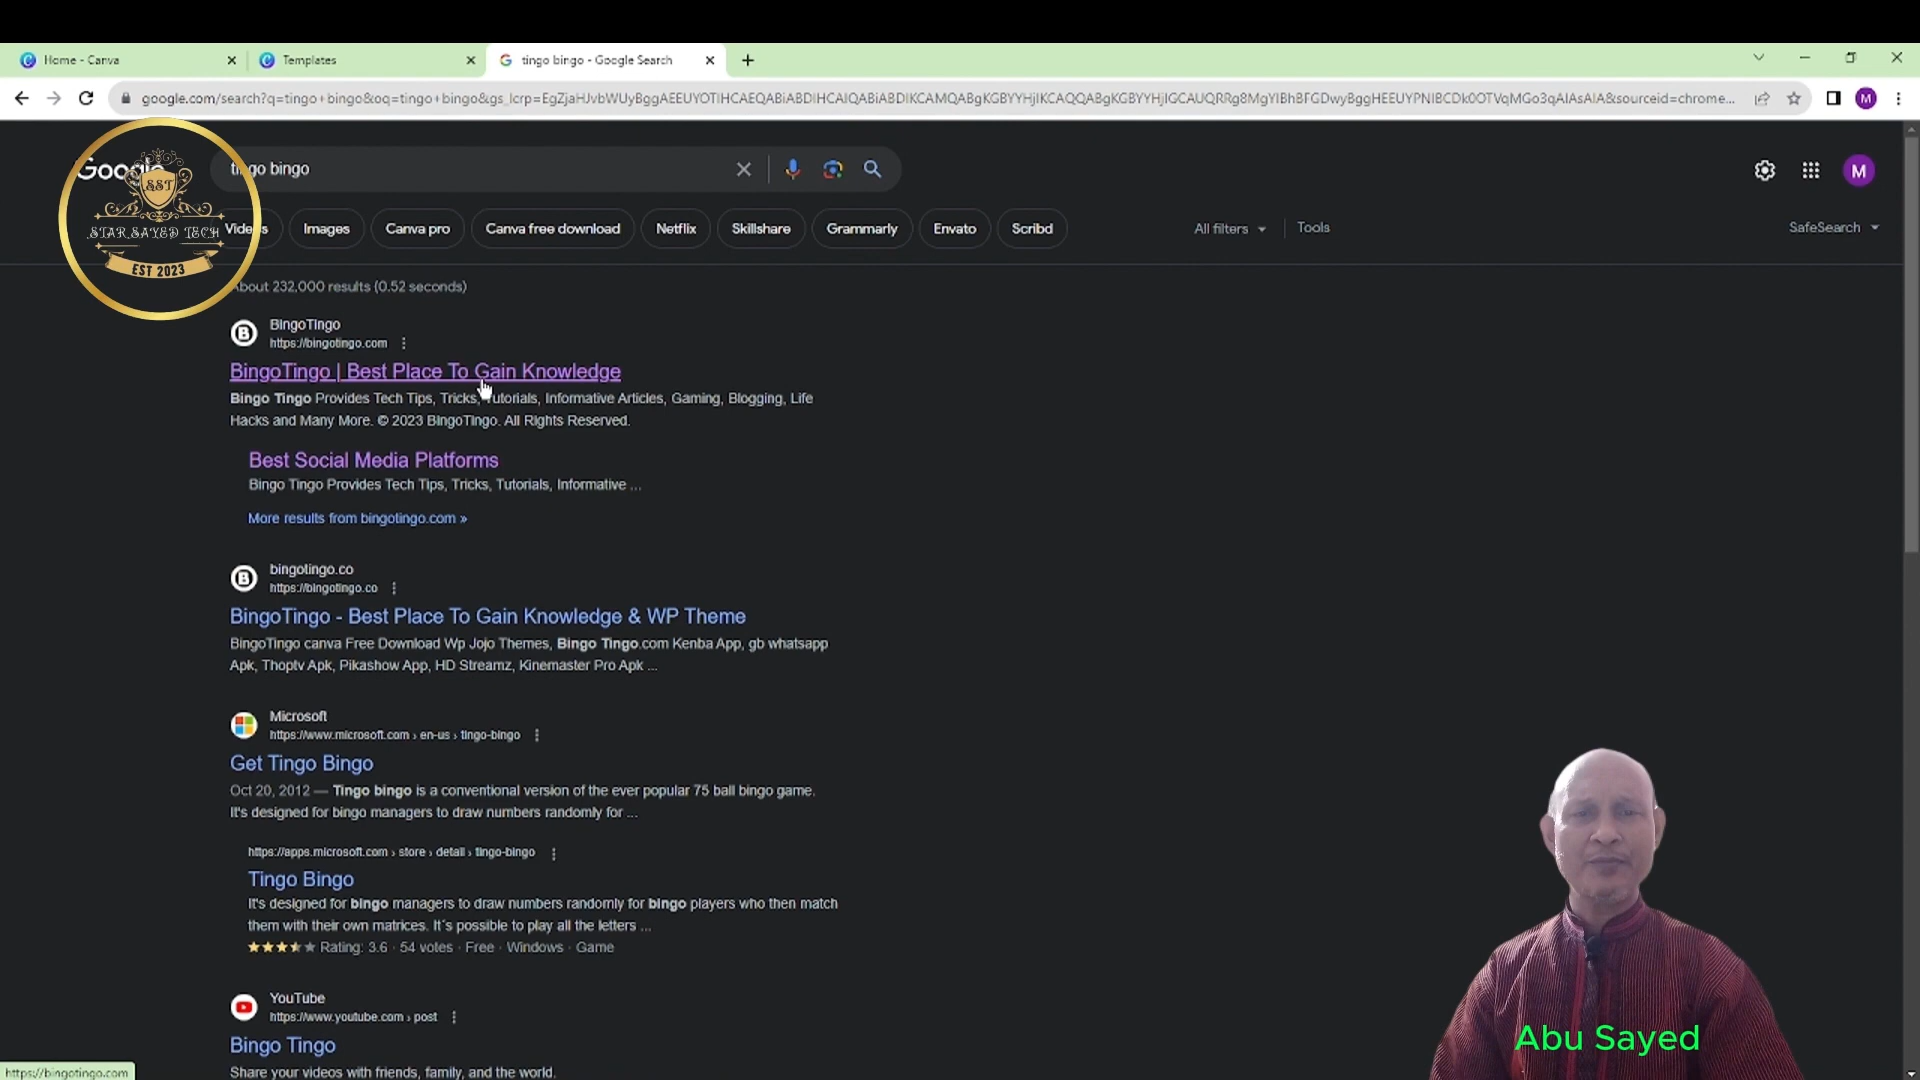 Home - Canva
Templates
tingo bingo - Google Search
google.com/search?q=tingo+bingo&oq=tingo+bingo&gs_lcrp=
&sourceid=chrome...
M
Google
tingo bingo
M
SST
STAR SAYED TECH
EST 2023
Videos
Images
Canva pro
Canva free download
Netflix
Skillshare
Grammarly
Envato
Scribd
All filters
Tools
SafeSearch
About 232,000 results (0.52 seconds)
BingoTingo
https://bingotingo.com
BingoTingo | Best Place To Gain Knowledge
Bingo Tingo Provides Tech Tips, Tricks, Tutorials, Informative Articles, Gaming, Blogging, Life
Hacks and Many More. © 2023 BingoTingo. All Rights Reserved.
Best Social Media Platforms
Bingo Tingo Provides Tech Tips, Tricks, Tutorials, Informative ...
More results from bingotingo.com »
bingotingo.co
https://bingotingo.co
BingoTingo - Best Place To Gain Knowledge & WP Theme
BingoTingo canva Free Download Wp Jojo Themes, Bingo Tingo.com Kenba App, gb whatsapp
Apk, Thoptv Apk, Pikashow App, HD Streamz, Kinemaster Pro Apk ...
Microsoft
https://www.microsoft.com › en-us › tingo-bingo
Get Tingo Bingo
Oct 20, 2012 — Tingo bingo is a conventional version of the ever popular 75 ball bingo game.
It's designed for bingo managers to draw numbers randomly for ...
https://apps.microsoft.com › store › detail › tingo-bingo
Tingo Bingo
It's designed for bingo managers to draw numbers randomly for bingo players who then match
them with their own matrices. It´s possible to play all the letters ...
Rating: 3.6 · 54 votes · Free · Windows · Game
YouTube
https://www.youtube.com › post
Bingo Tingo
Share your videos with friends, family, and the world.
https://bingotingo.com
Abu Sayed